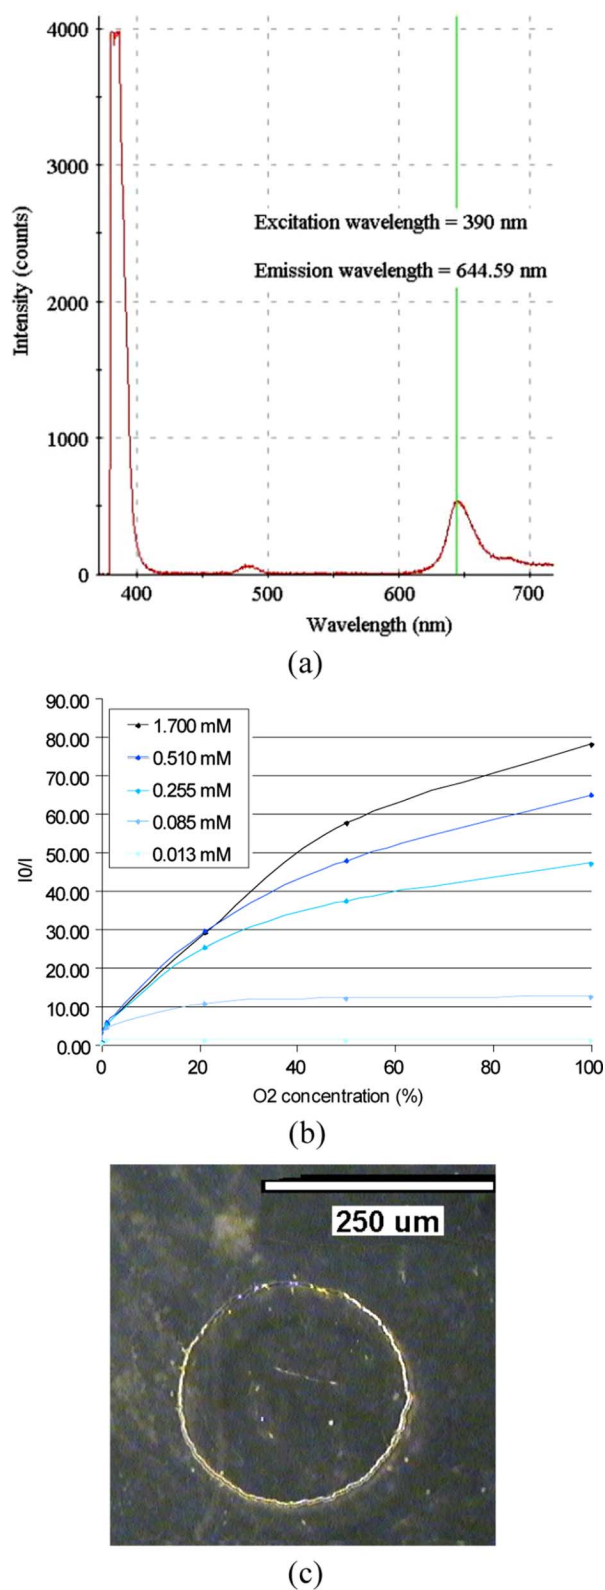 4000
3000
2000
1000
0
Intensity (counts)
Excitation wavelength = 390 nm
Emission wavelength = 644.59 nm
400 500 600 700
Wavelength (nm)
(a)
90.00
80.00
70.00
60.00
50.00
40.00
30.00
20.00
10.00
0.00
I0/I
1.700 mM
0.510 mM
0.255 mM
0.085 mM
0.013 mM
0 20 40 60 80 100
O2 concentration (%)
(b)
250 um
(c)